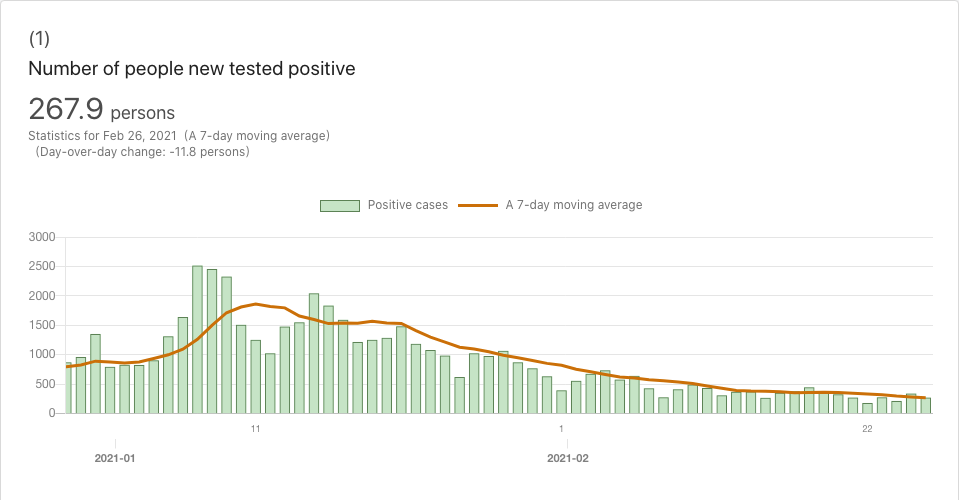 (1)
Number of people new tested positive
267.9 persons
Statistics for Feb 26, 2021 (A 7-day moving average)
(Day-over-day change: -11.8 persons)
Positive cases A 7-day moving average
3000
2500
2000
1500
1000
500
0
11 1 22
2021-01 2021-02